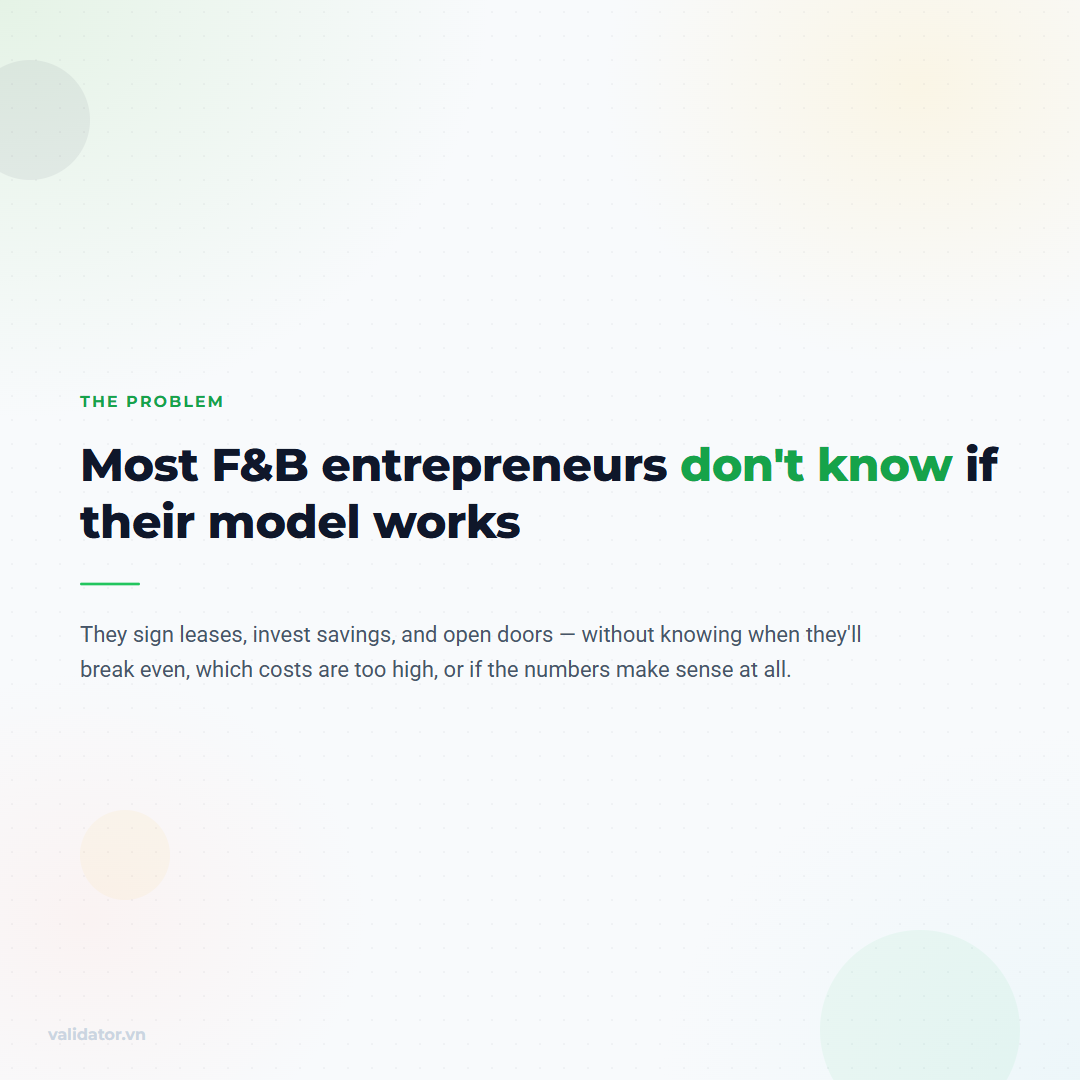 THE PROBLEM
Most F&B entrepreneurs don't know if
their model works
They sign leases, invest savings, and open doors — without knowing when they'll
break even, which costs are too high, or if the numbers make sense at all.
validator.vn